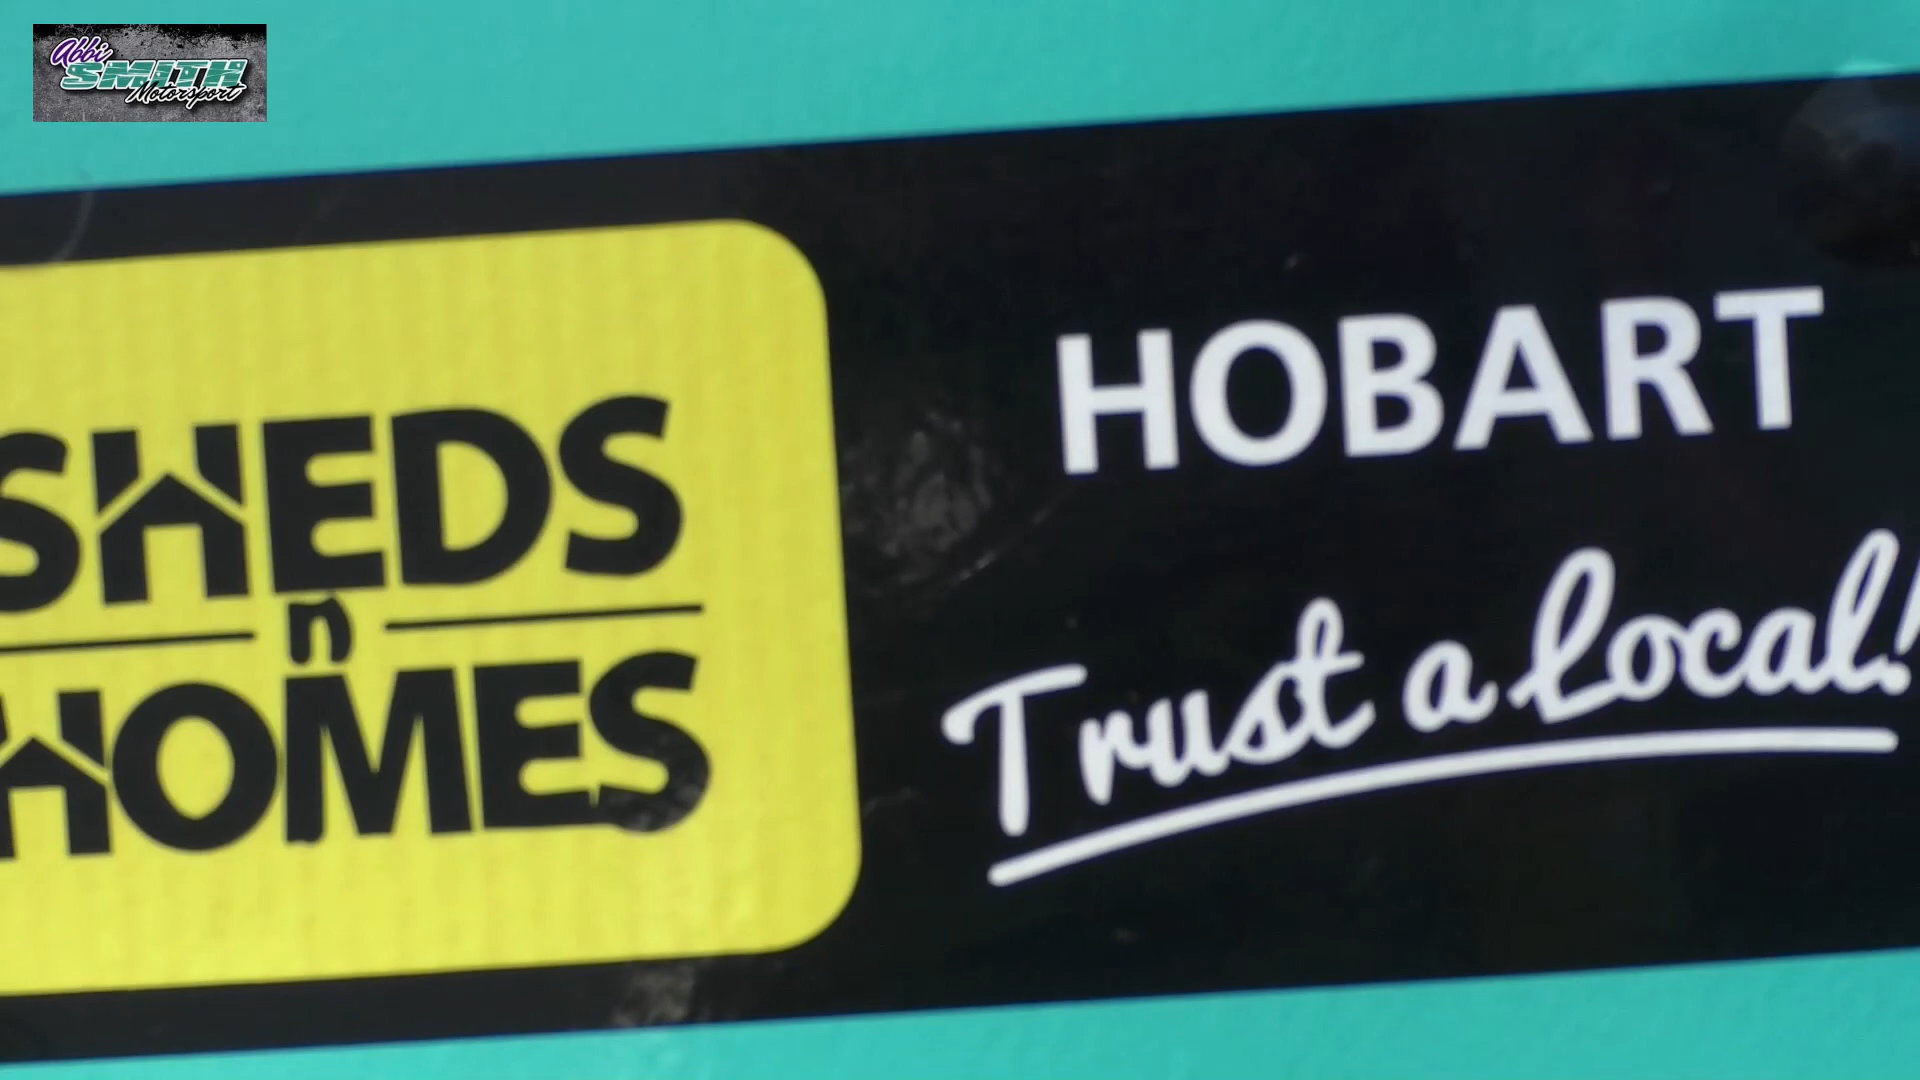 Abbi
SMITH
Motorsport
SHEDS
n
HOMES
HOBART
Trust a Local!